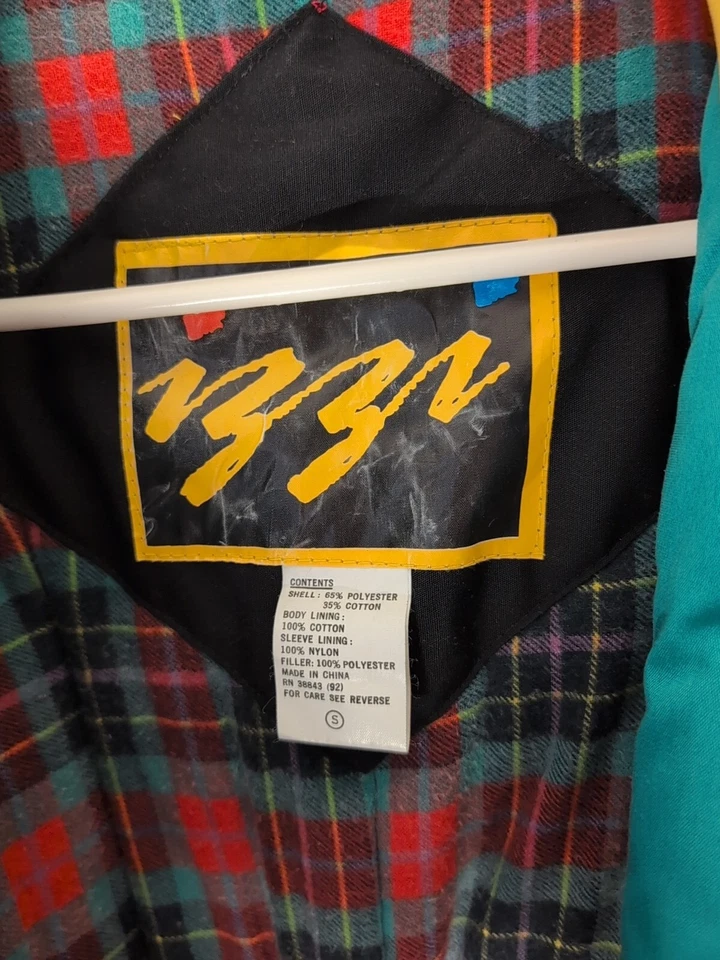 CONTENTS
SHELL: 65% POLYESTER
35% COTTON
BODY LINING:
100% COTTON
SLEEVE LINING:
100% NYLON
FILLER: 100% POLYESTER
MADE IN CHINA
RN 38843 (92)
FOR CARE SEE REVERSE
S